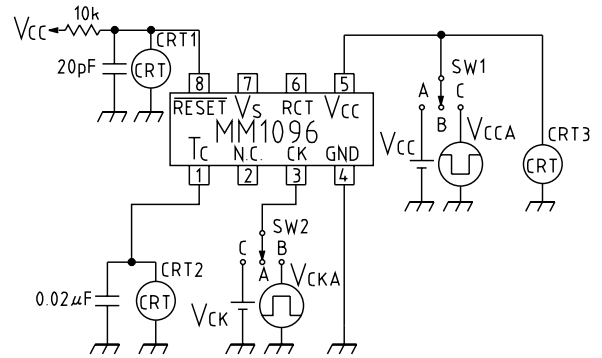 10k
VCC
CRT1
20pF
CRT
8 7 6 5
RESET VS RCT VCC
MM1096
TC N.C. CK GND
1 2 3 4
SW1
A C
B
VCC
VCCA
CRT3
CRT
SW2
C B
A
VCK
VCKA
CRT2
0.02µF
CRT